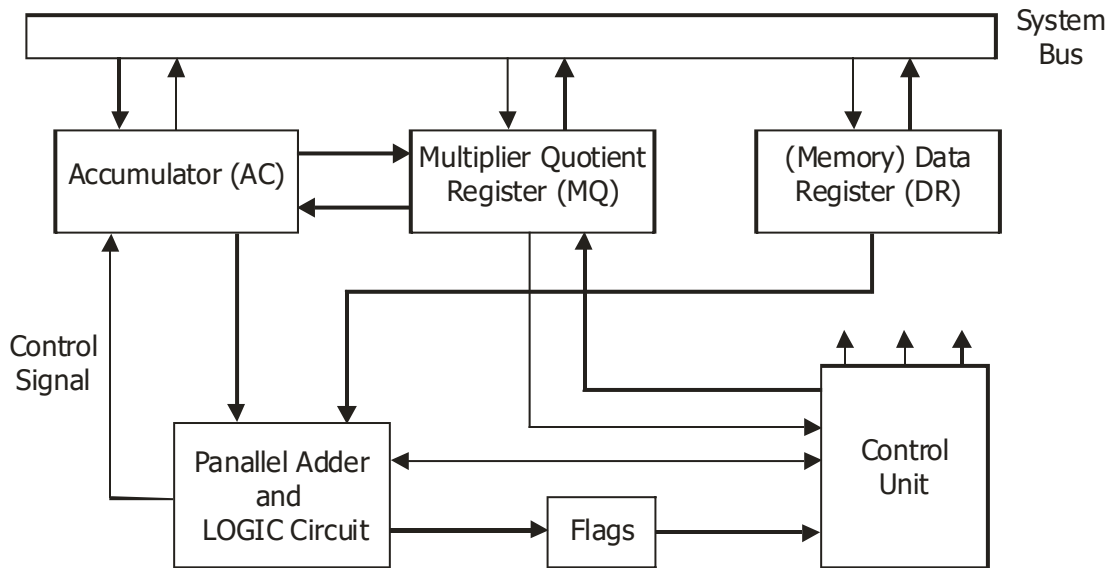 System
Bus
Accumulator (AC)
Multiplier Quotient
Register (MQ)
(Memory) Data
Register (DR)
Control
Signal
Panallel Adder
and
LOGIC Circuit
Flags
Control
Unit